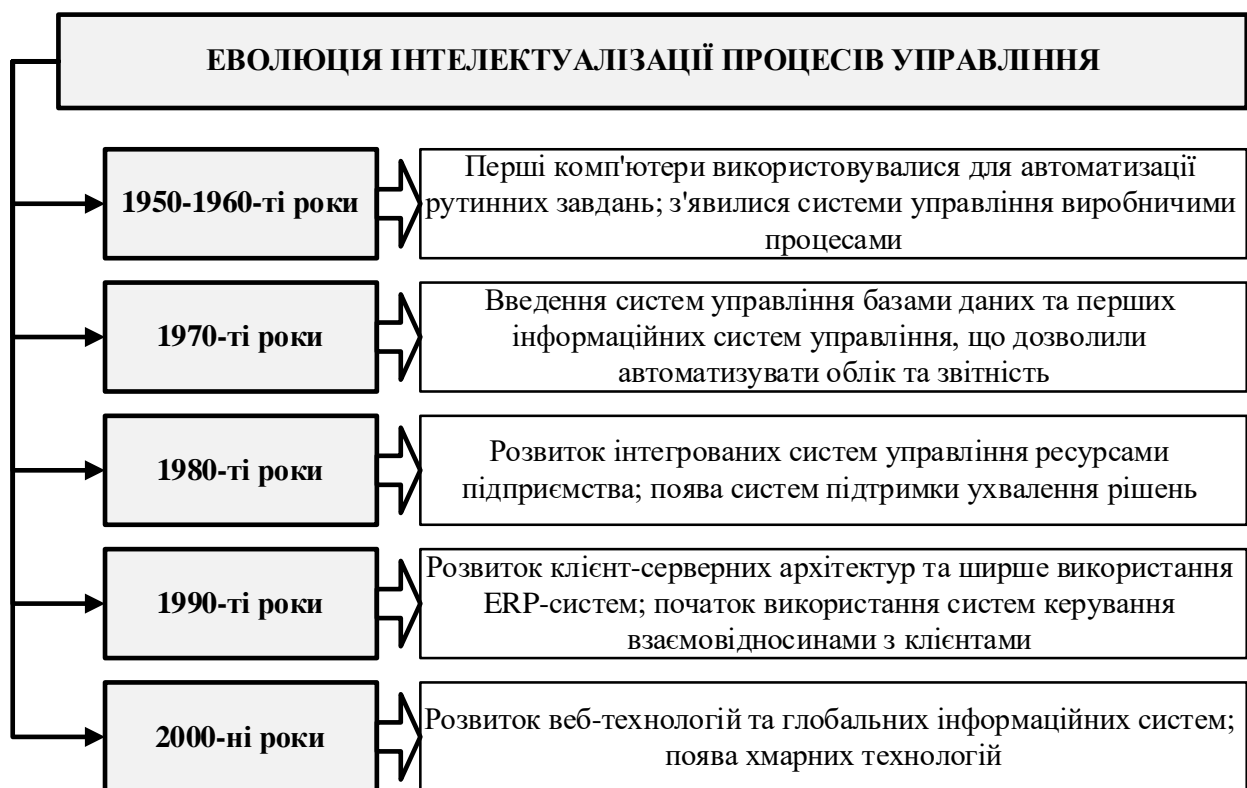 ЕВОЛЮЦІЯ ІНТЕЛЕКТУАЛІЗАЦІЇ ПРОЦЕСІВ УПРАВЛІННЯ
1950-1960-ті роки
Перші комп'ютери використовувалися для автоматизації
рутинних завдань; з'явилися системи управління виробничими
процесами
1970-ті роки
Введення систем управління базами даних та перших
інформаційних систем управління, що дозволили
автоматизувати облік та звітність
1980-ті роки
Розвиток інтегрованих систем управління ресурсами
підприємства; поява систем підтримки ухвалення рішень
1990-ті роки
Розвиток клієнт-серверних архітектур та ширше використання
ERP-систем; початок використання систем керування
взаємовідносинами з клієнтами
2000-ні роки
Розвиток веб-технологій та глобальних інформаційних систем;
поява хмарних технологій